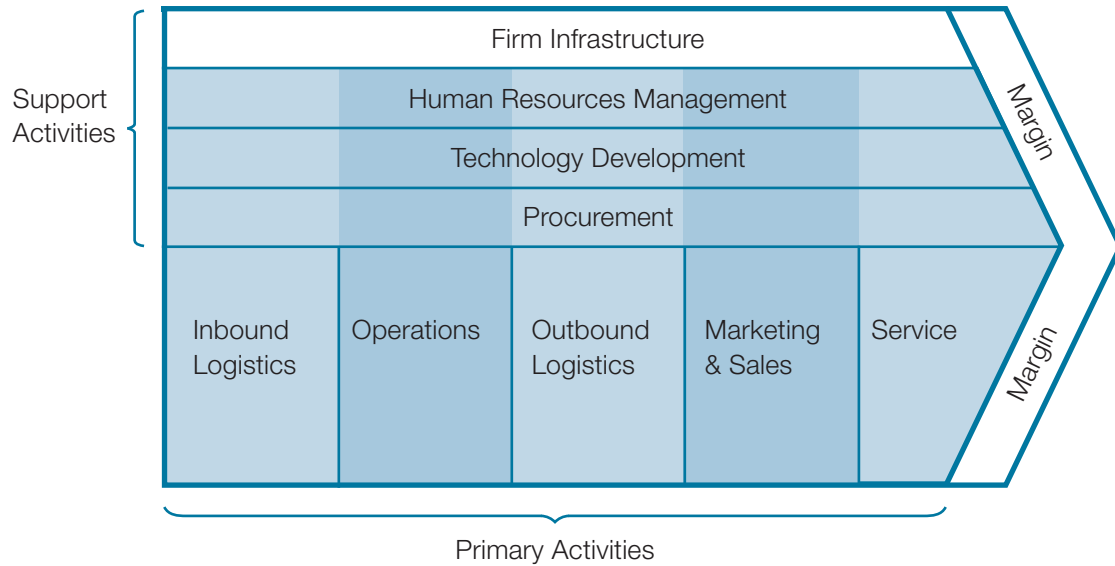 Firm Infrastructure
Support
Activities
Human Resources Management
Technology Development
Procurement
Margin
Inbound
Logistics
Operations
Outbound
Logistics
Marketing
& Sales
Service
Margin
Primary Activities